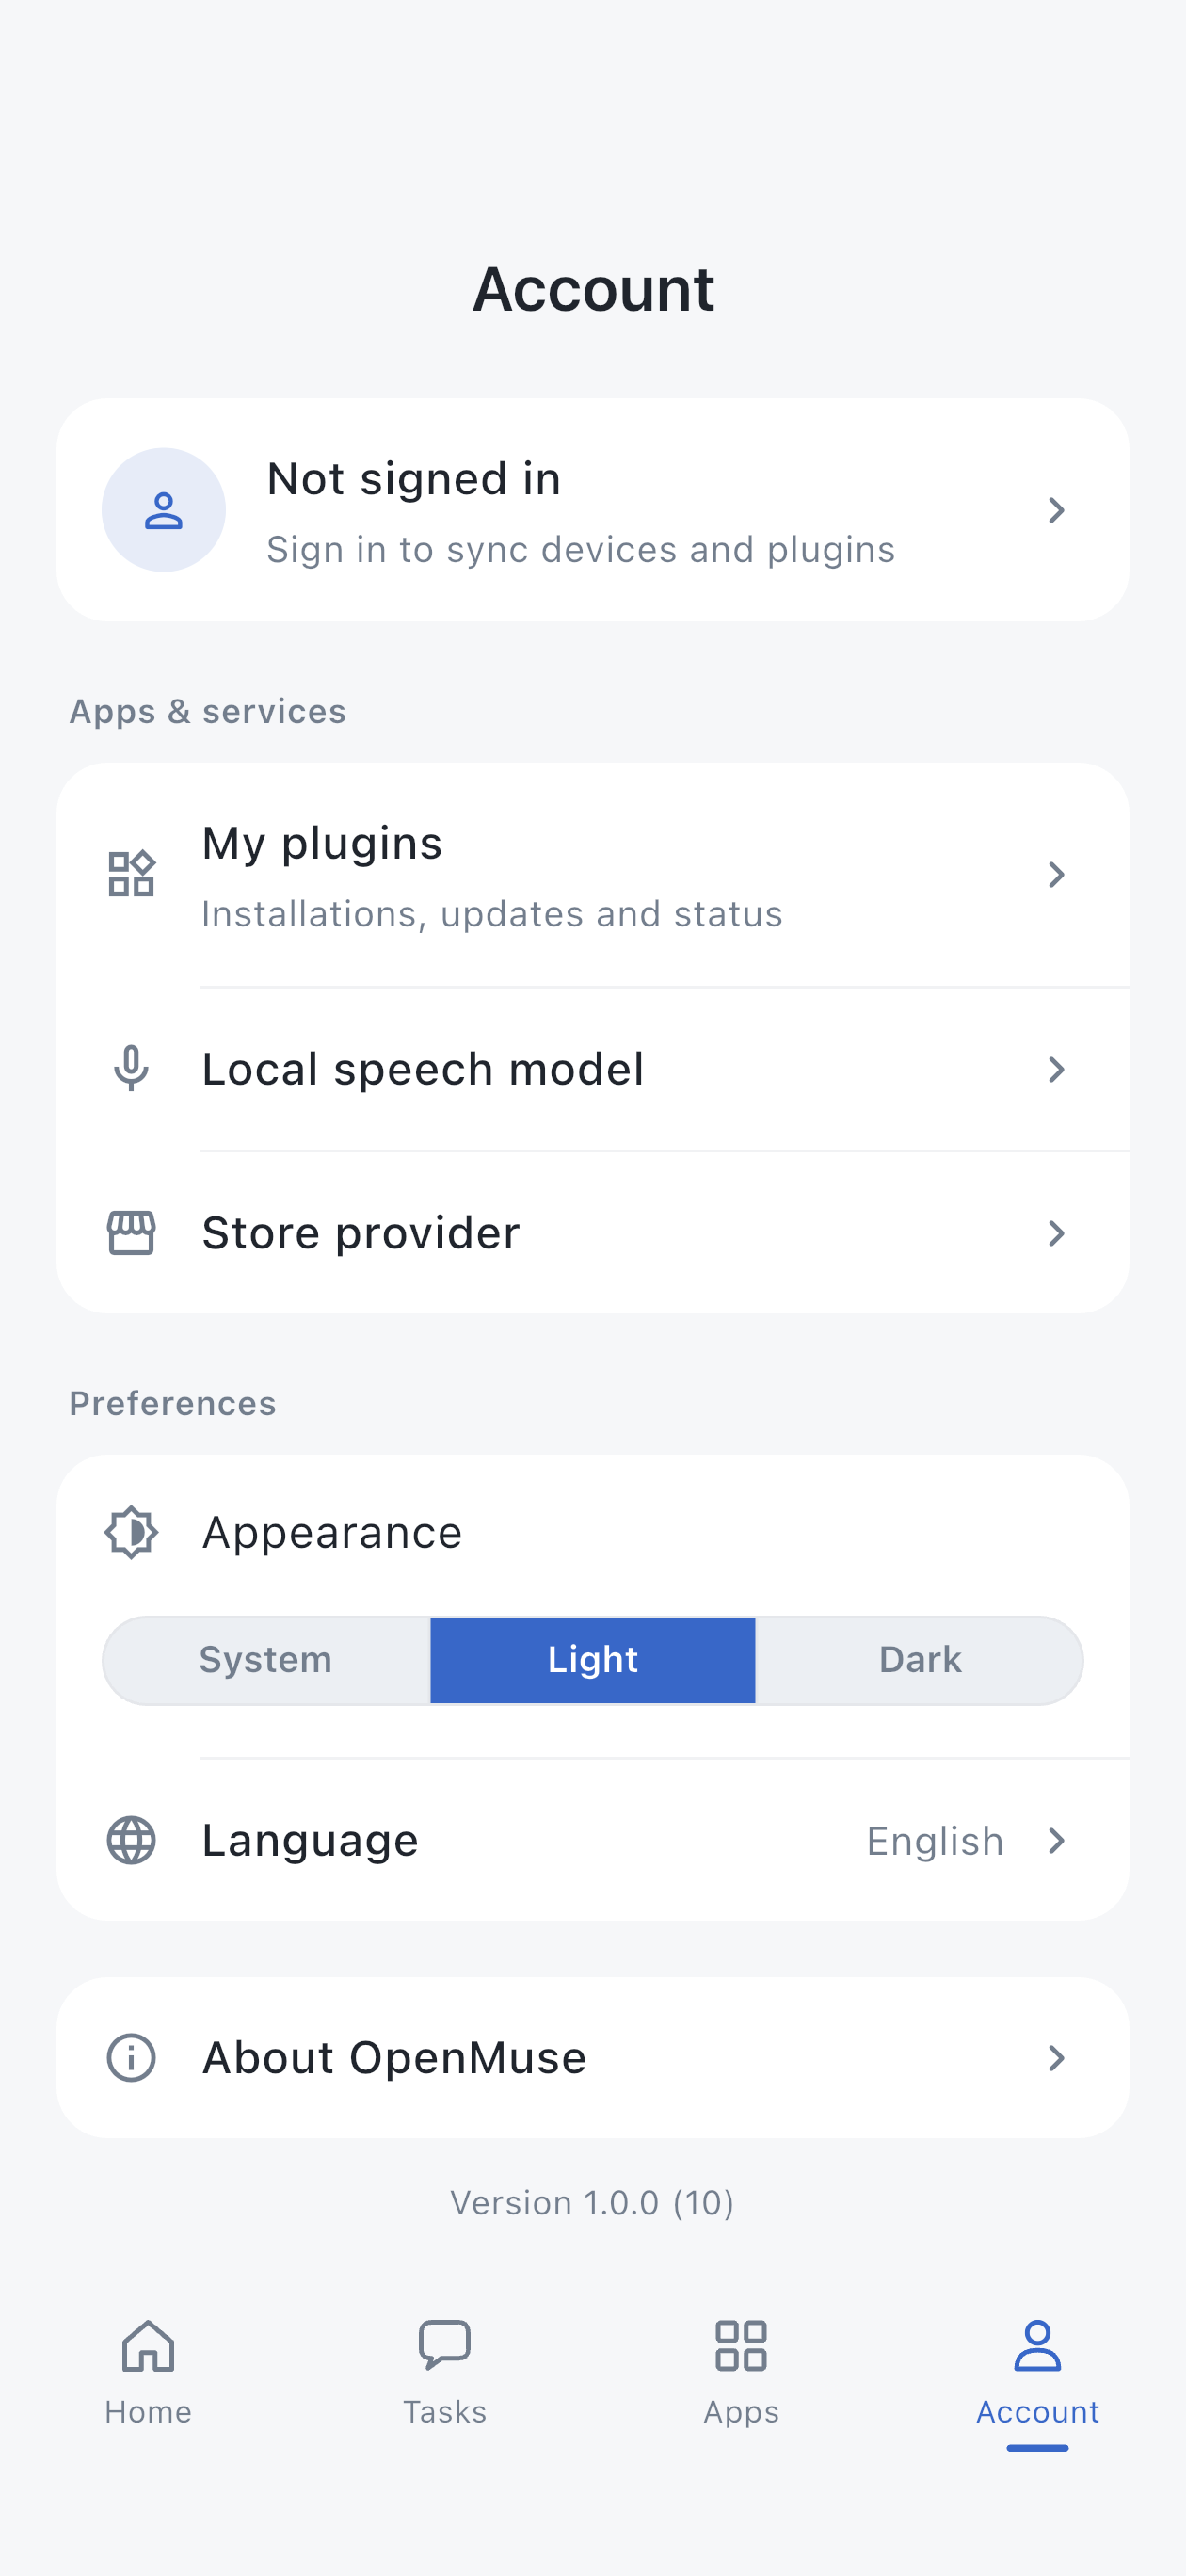 Account
Not signed in
Sign in to sync devices and plugins
Apps & services
My plugins
Installations, updates and status
Local speech model
Store provider
Preferences
Appearance
System Light Dark
Language English
About OpenMuse
Version 1.0.0 (10)
Home Tasks Apps Account